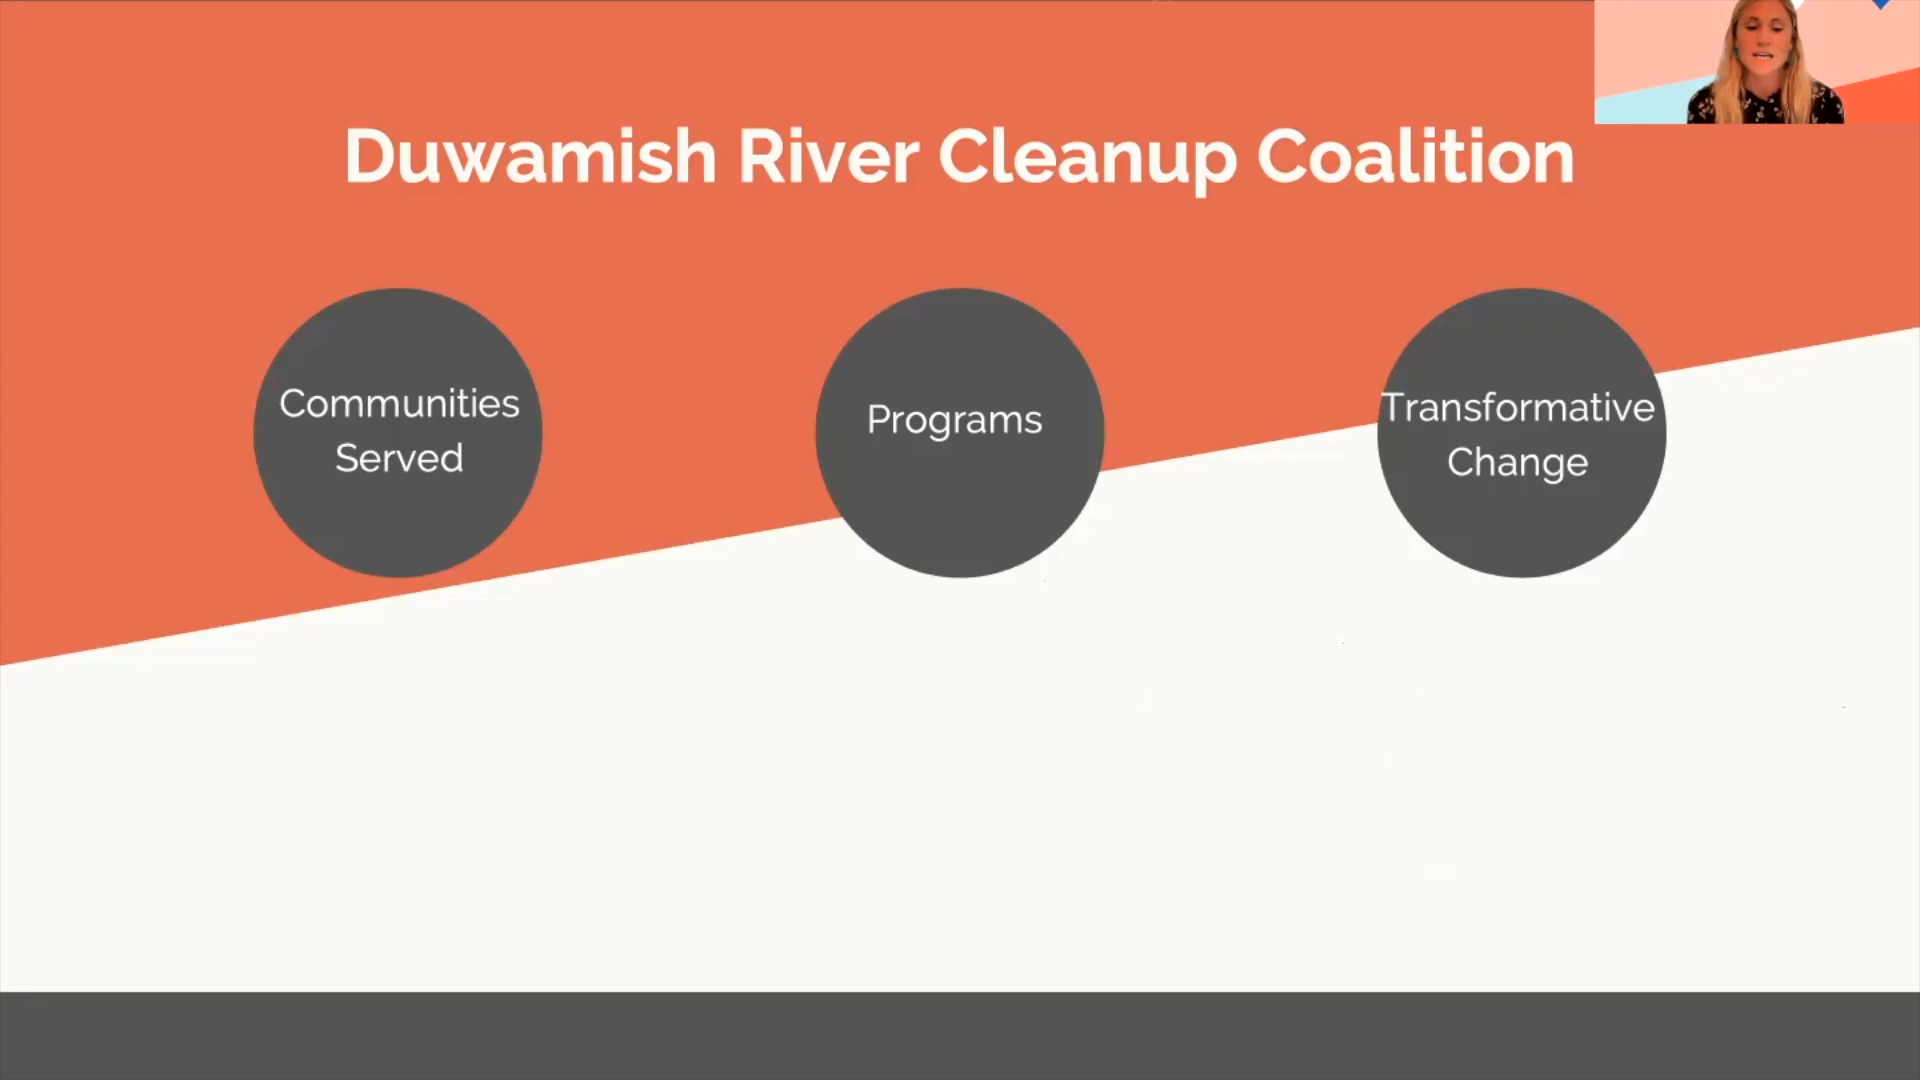 Duwamish River Cleanup Coalition
Communities
Served
Programs
Transformative
Change